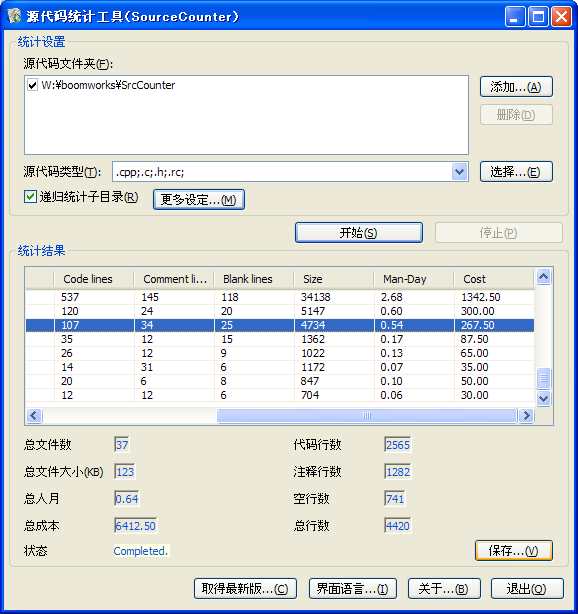 源代码统计工具(SourceCounter)
统计设置
源代码文件夹(F):
W:¥boomworks¥SrcCounter
添加...(A)
删除(D)
源代码类型(T): .cpp;.c;.h;.rc; 选择...(E)
递归统计子目录(R) 更多设定...(M)
开始(S) 停止(P)
统计结果
Code lines Comment li... Blank lines Size Man-Day Cost
537 145 118 34138 2.68 1342.50
120 24 20 5147 0.60 300.00
107 34 25 4734 0.54 267.50
35 12 15 1362 0.17 87.50
26 12 9 1022 0.13 65.00
14 31 6 1172 0.07 35.00
20 6 8 847 0.10 50.00
12 12 6 704 0.06 30.00
总文件数 37 代码行数 2565
总文件大小(KB) 123 注释行数 1282
总人月 0.64 空行数 741
总成本 6412.50 总行数 4420
状态 Completed. 保存...(V)
取得最新版...(C) 界面语言...(I) 关于...(B) 退出(O)